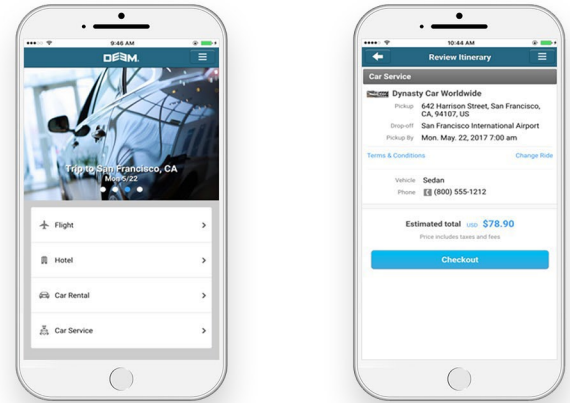 9:46 AM
DEEM.
Trip to San Francisco, CA
Mon 5/22
Flight
Hotel
Car Rental
Car Service
10:44 AM
Review Itinerary
Car Service
Dynasty Car Worldwide
Pickup 642 Harrison Street, San Francisco,
CA, 94107, US
Drop-off San Francisco International Airport
Pickup By Mon. May. 22, 2017 7:00 am
Terms & Conditions Change Ride
Vehicle Sedan
Phone (800) 555-1212
Estimated total USD $78.90
Price includes taxes and fees
Checkout